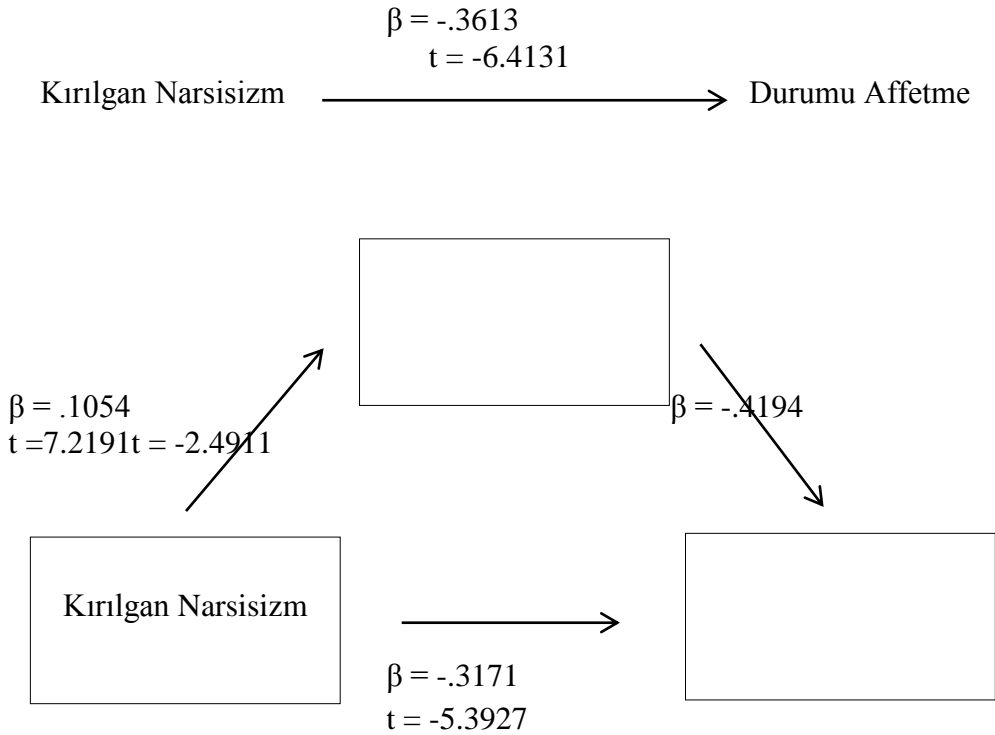 β = -.3613
t = -6.4131
Kırılgan Narsisizm
Durumu Affetme
β = .1054
β = -.4194
t =7.2191t = -2.4911
Kırılgan Narsisizm
β = -.3171
t = -5.3927